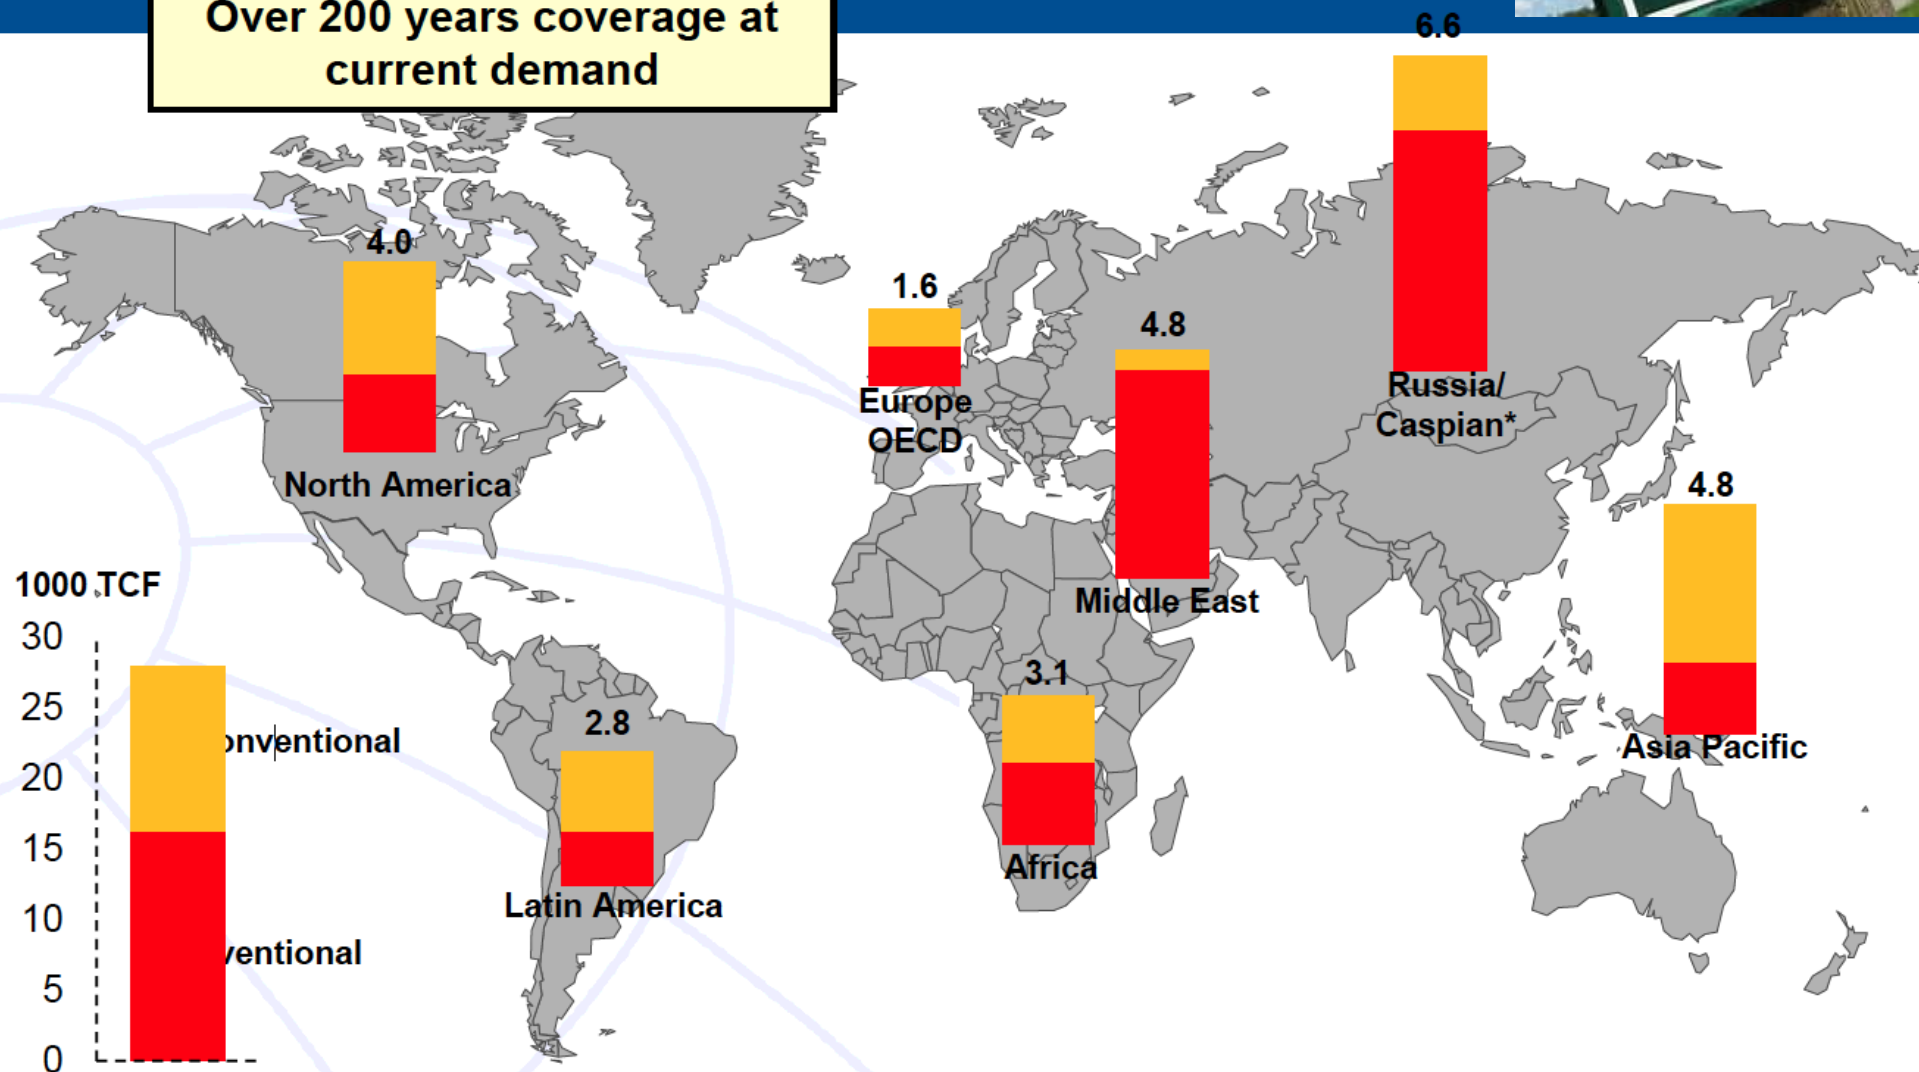 Over 200 years coverage at
current demand
6.6
4.0
1.6
4.8
Russia/
Caspian*
Europe
OECD
North America
4.8
1000 TCF
Middle East
30
25
20
15
10
5
0
onventional
ventional
3.1
2.8
Asia Pacific
Africa
Latin America